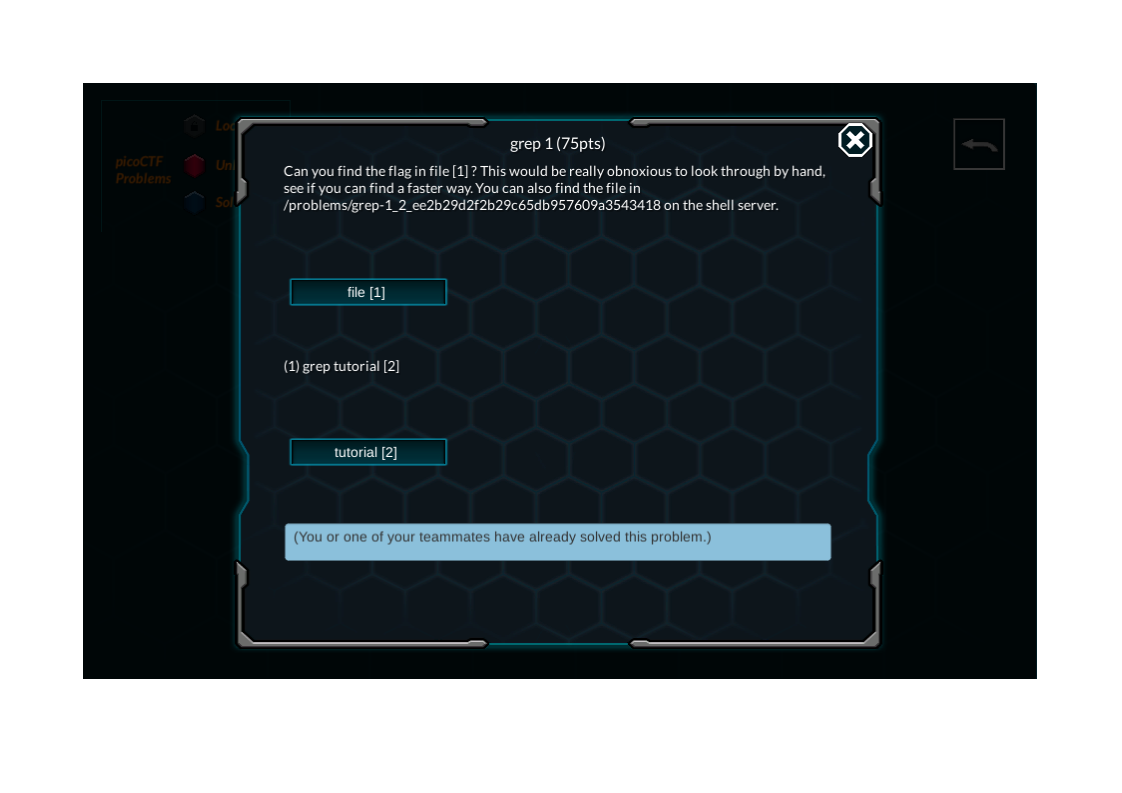 grep 1 (75pts)
Can you find the flag in file [1] ? This would be really obnoxious to look through by hand,
see if you can find a faster way. You can also find the file in
/problems/grep-1_2_ee2b29d2f2b29c65db957609a3543418 on the shell server.
picoCTF
Problems
file [1]
(1) grep tutorial [2]
tutorial [2]
(You or one of your teammates have already solved this problem.)